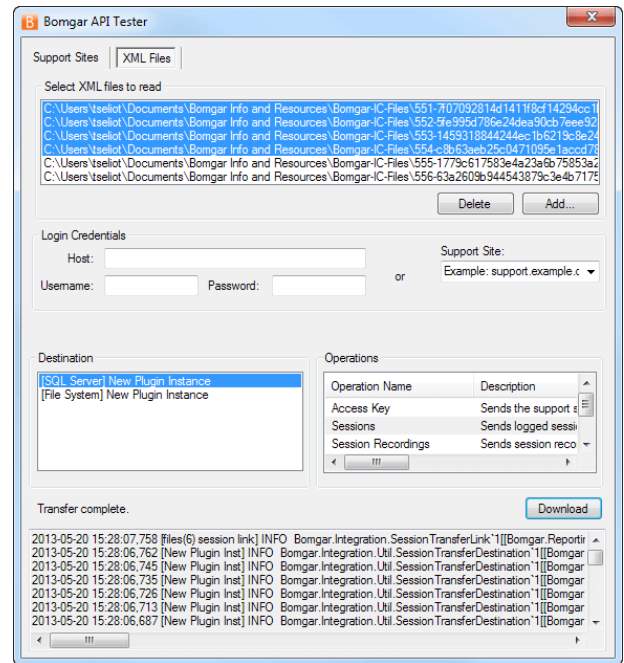 Bomgar API Tester
Support Sites XML Files
Select XML files to read
C:\Users\tseliot\Documents\Bomgar Info and Resources\Bomgar-IC-Files\551-7f07092814d1411f8cf14294cc1
C:\Users\tseliot\Documents\Bomgar Info and Resources\Bomgar-IC-Files\552-5fe995d786e24dea90cb7eee92
C:\Users\tseliot\Documents\Bomgar Info and Resources\Bomgar-IC-Files\553-1459318844244ec1b6219c8e24
C:\Users\tseliot\Documents\Bomgar Info and Resources\Bomgar-IC-Files\554-c8b63aeb25c0471095e1accd78
C:\Users\tseliot\Documents\Bomgar Info and Resources\Bomgar-IC-Files\555-1779c617583e4a23a6b75853a2
C:\Users\tseliot\Documents\Bomgar Info and Resources\Bomgar-IC-Files\556-63a2609b944543879c3e4b7175
Delete Add...
Login Credentials
Host:
Support Site:
Username: Password: or Example: support.example.c
Destination
[SQL Server] New Plugin Instance
[File System] New Plugin Instance
Operations
Operation Name Description
Access Key Sends the support s
Sessions Sends logged sessi
Session Recordings Sends session reco
Transfer complete. Download
2013-05-20 15:28:07,758 [files(6) session link] INFO Bomgar.Integration.SessionTransferLink`1[[Bomgar.Reportin
2013-05-20 15:28:06,762 [New Plugin Inst] INFO Bomgar.Integration.Util.SessionTransferDestination`1[[Bomgar
2013-05-20 15:28:06,745 [New Plugin Inst] INFO Bomgar.Integration.Util.SessionTransferDestination`1[[Bomgar
2013-05-20 15:28:06,735 [New Plugin Inst] INFO Bomgar.Integration.Util.SessionTransferDestination`1[[Bomgar
2013-05-20 15:28:06,726 [New Plugin Inst] INFO Bomgar.Integration.Util.SessionTransferDestination`1[[Bomgar
2013-05-20 15:28:06,713 [New Plugin Inst] INFO Bomgar.Integration.Util.SessionTransferDestination`1[[Bomgar
2013-05-20 15:28:06,687 [New Plugin Inst] INFO Bomgar.Integration.Util.SessionTransferDestination`1[[Bomgar